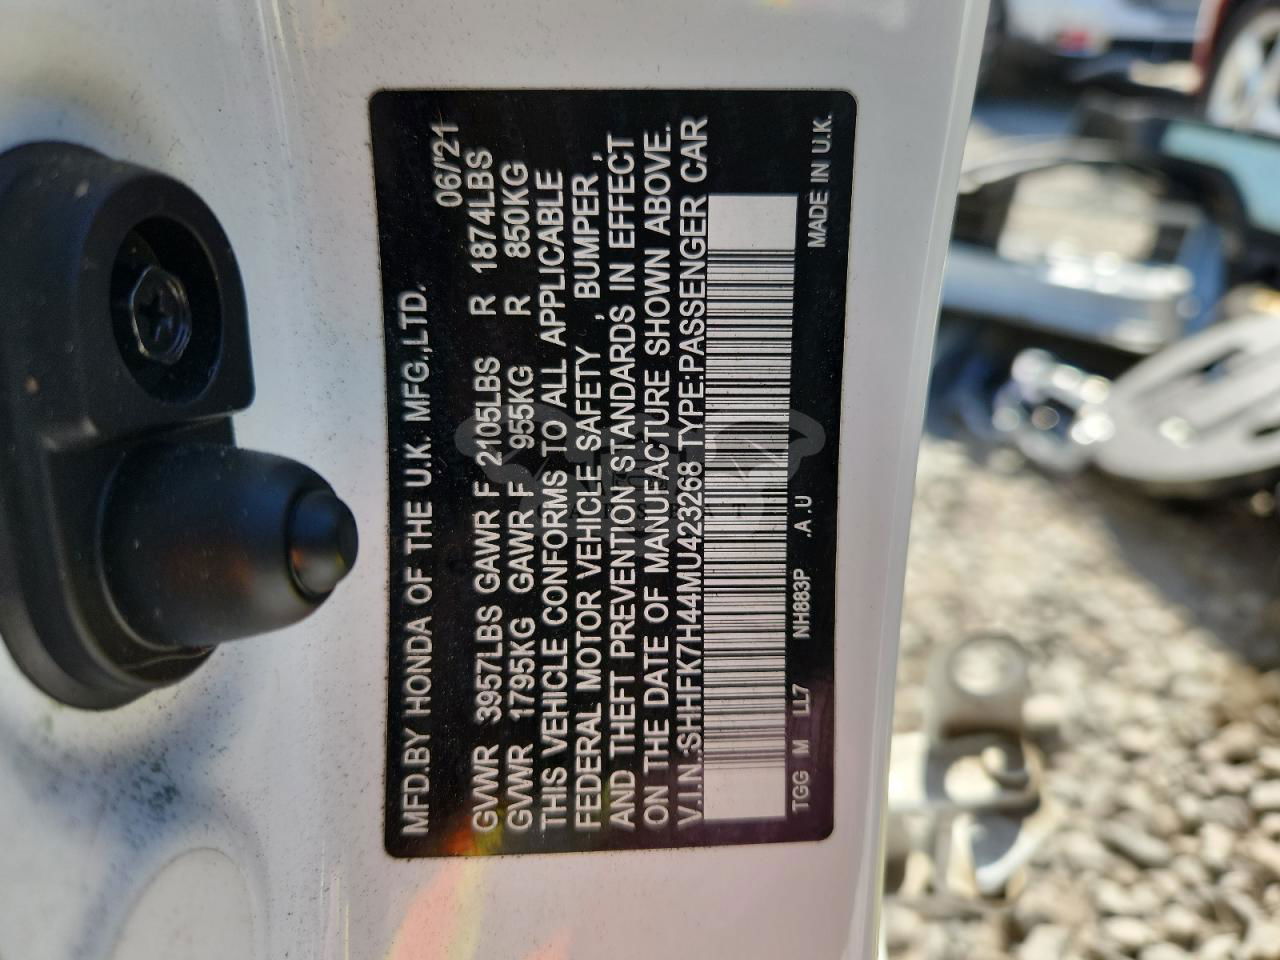 MFD.BY HONDA OF THE U.K. MFG.,LTD. 06/'21
GVWR 3957LBS GAWR F 2105LBS R 1874LBS
GVWR 1795KG GAWR F 955KG R 850KG
THIS VEHICLE CONFORMS TO ALL APPLICABLE
FEDERAL MOTOR VEHICLE SAFETY , BUMPER ,
AND THEFT PREVENTION STANDARDS IN EFFECT
ON THE DATE OF MANUFACTURE SHOWN ABOVE.
V.I.N.:SHHFK7H44MU423268 TYPE:PASSENGER CAR
TGG M LL7 NH883P .A.U MADE IN U.K.